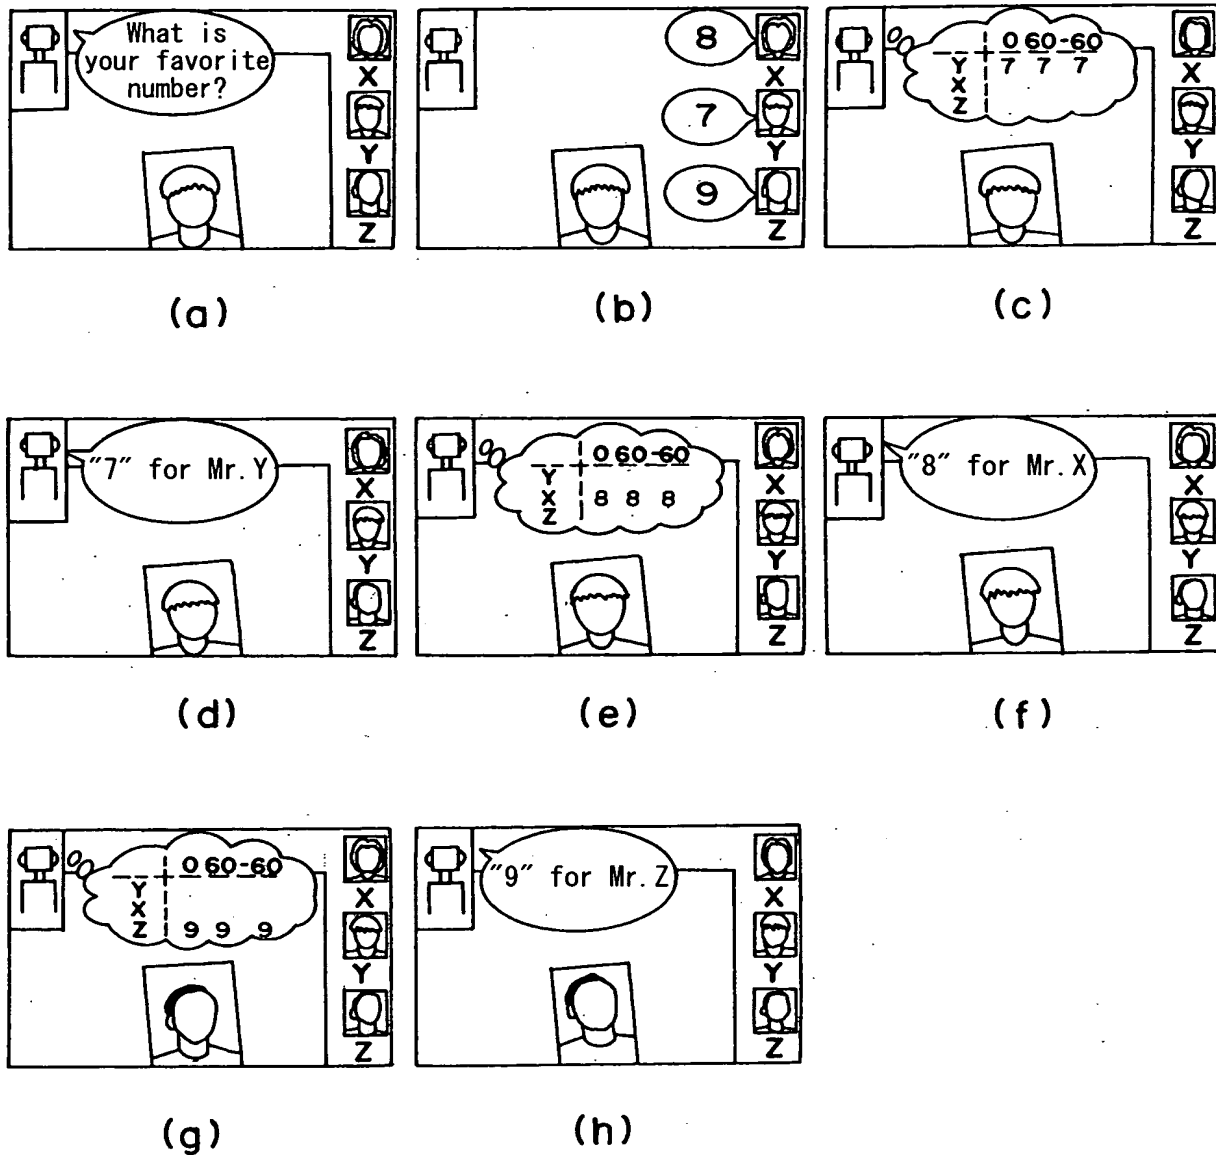 What is
your favorite
number?
X
Y
Z
(a)
8
X
7
Y
9
Z
(b)
0 60 -60
Y 7 7 7
X
Z
X
Y
Z
(c)
"7" for Mr. Y
X
Y
Z
(d)
0 60 -60
Y
X 8 8 8
Z
X
Y
Z
(e)
"8" for Mr. X
X
Y
Z
(f)
0 60 -60
Y
X
Z 9 9 9
X
Y
Z
(g)
"9" for Mr. Z
X
Y
Z
(h)